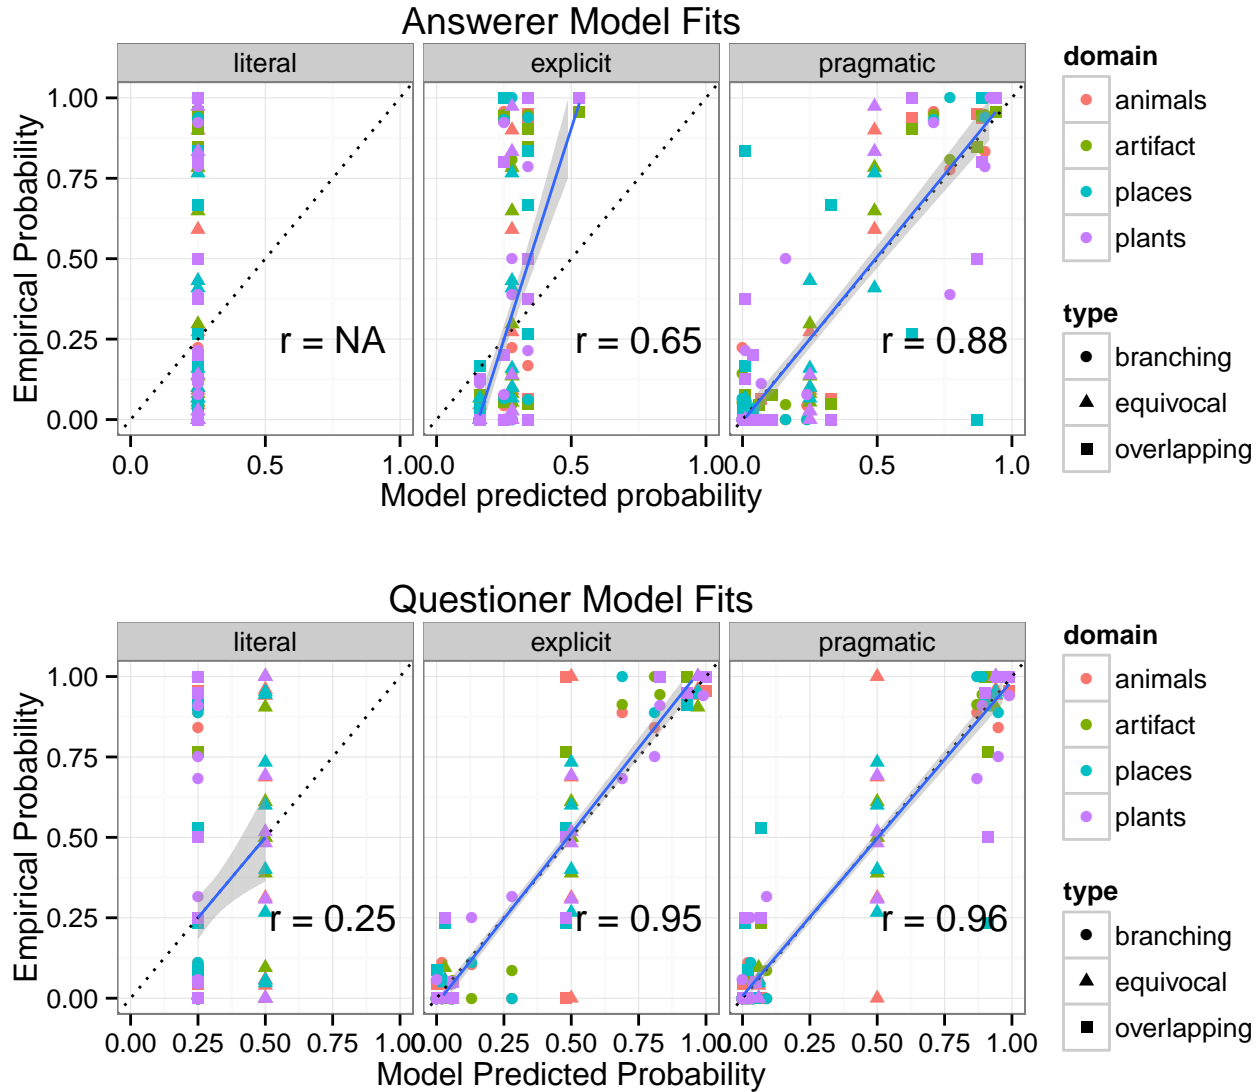 Answerer Model Fits
literal
explicit
pragmatic
Empirical Probability
1.00
0.75
0.50
0.25
0.00
r = NA
r = 0.65
r = 0.88
0.0
0.5
1.0
0.0
0.5
1.0
0.0
0.5
1.0
Model predicted probability
domain
animals
artifact
places
plants
type
branching
equivocal
overlapping
Questioner Model Fits
literal
explicit
pragmatic
Empirical Probability
1.00
0.75
0.50
0.25
0.00
r = 0.25
r = 0.95
r = 0.96
0.00
0.25
0.50
0.75
1.00
0.00
0.25
0.50
0.75
1.00
0.00
0.25
0.50
0.75
1.00
Model Predicted Probability
domain
animals
artifact
places
plants
type
branching
equivocal
overlapping